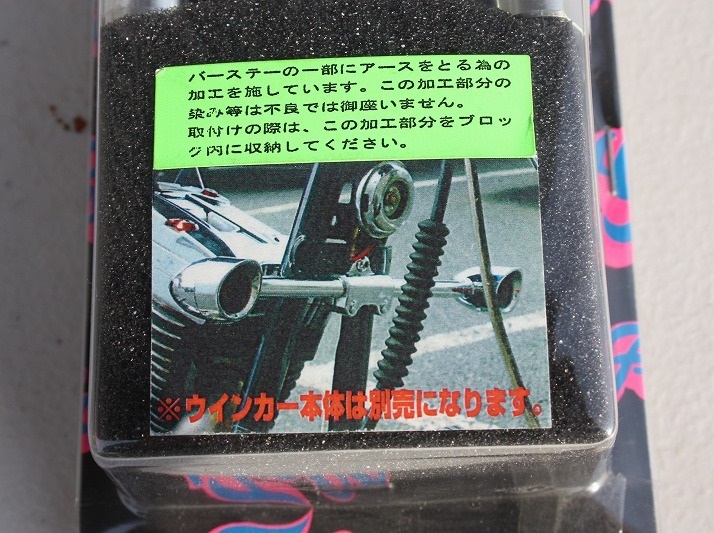 バーステーの一部にアースをとる為の
加工を施しています。この加工部分の
染み等は不良では御座いません。
取付けの際は、この加工部分をブロッ
ク内に収納してください。
※ウインカー本体は別売になります。